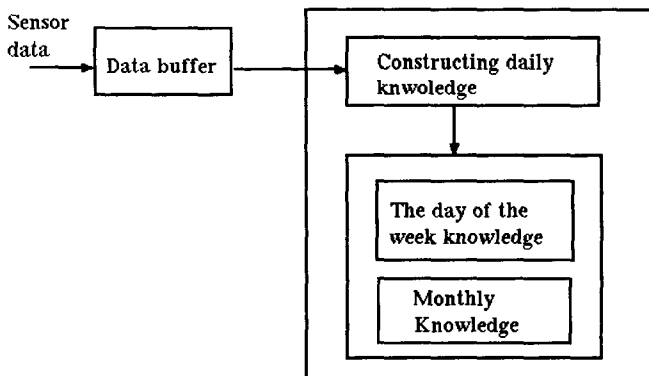 Sensor
data
Data buffer
Constructing daily
knwoledge
The day of the
week knowledge
Monthly
Knowledge